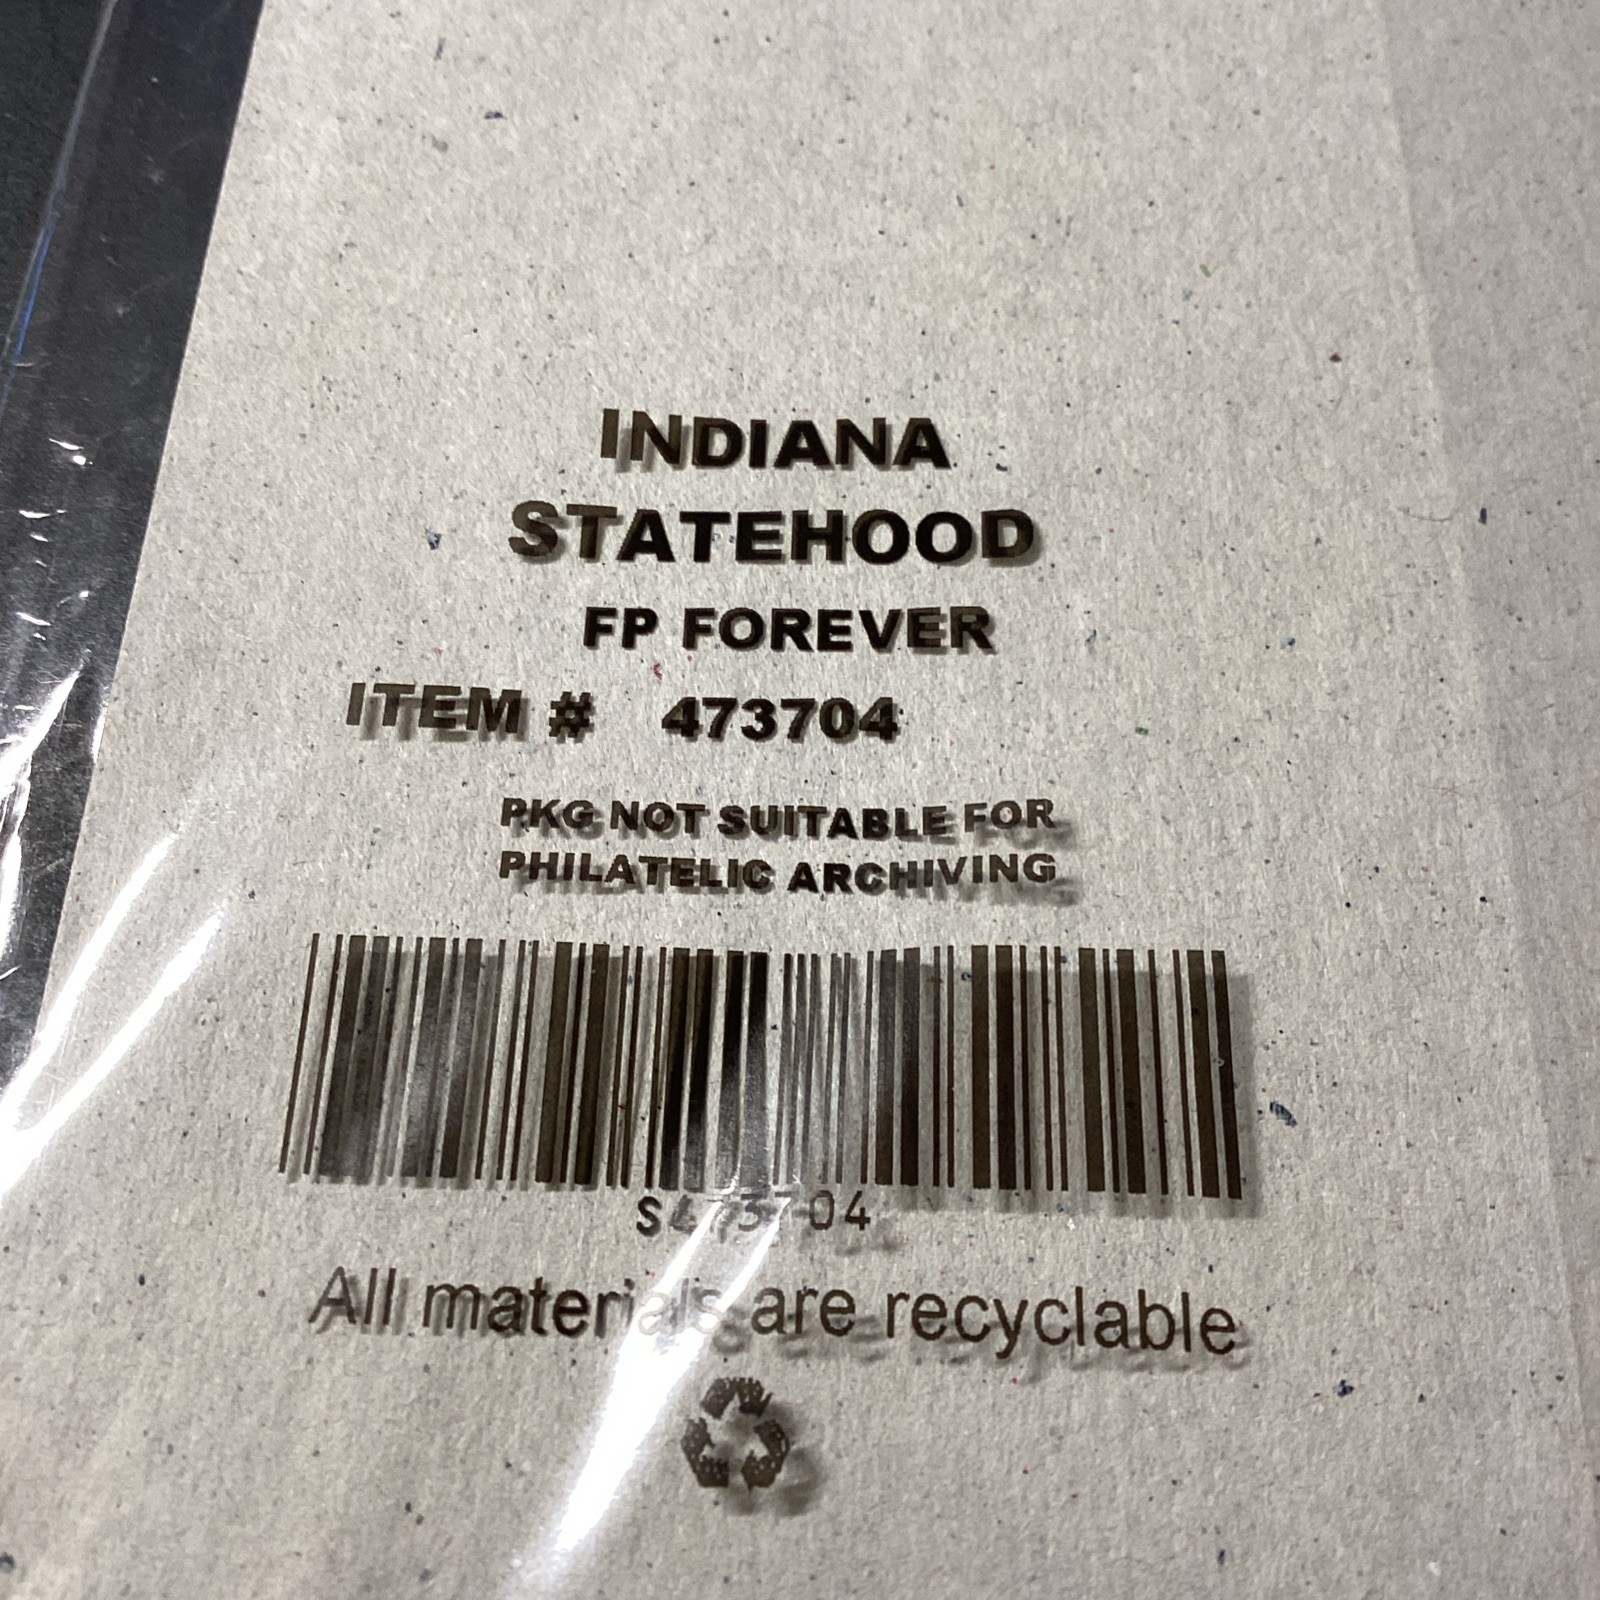 INDIANA
STATEHOOD
FP FOREVER
ITEM # 473704
PKG NOT SUITABLE FOR
PHILATELIC ARCHIVING
S473704
All materials are recyclable